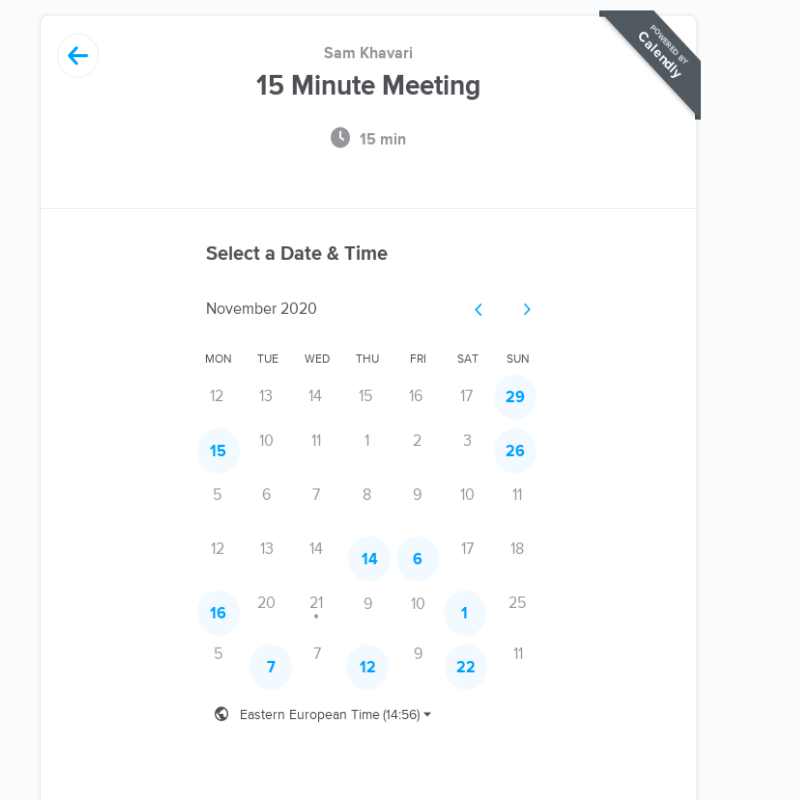 POWERED BY
Calendly
Sam Khavari
15 Minute Meeting
15 min
Select a Date & Time
November 2020
MON TUE WED THU FRI SAT SUN
12 13 14 15 16 17 29
15 10 11 1 2 3 26
5 6 7 8 9 10 11
12 13 14 14 6 17 18
16 20 21 9 10 1 25
5 7 7 12 9 22 11
Eastern European Time (14:56)